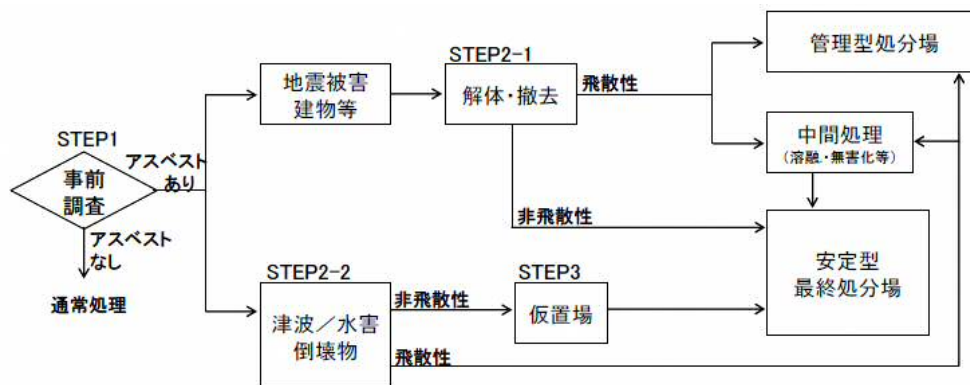 STEP1
事前
調査
アスベスト
あり
アスベスト
なし
通常処理
地震被害
建物等
STEP2-1
解体・撤去
飛散性
非飛散性
管理型処分場
中間処理
(溶融・無害化等)
安定型
最終処分場
STEP2-2
津波／水害
倒壊物
非飛散性
飛散性
STEP3
仮置場